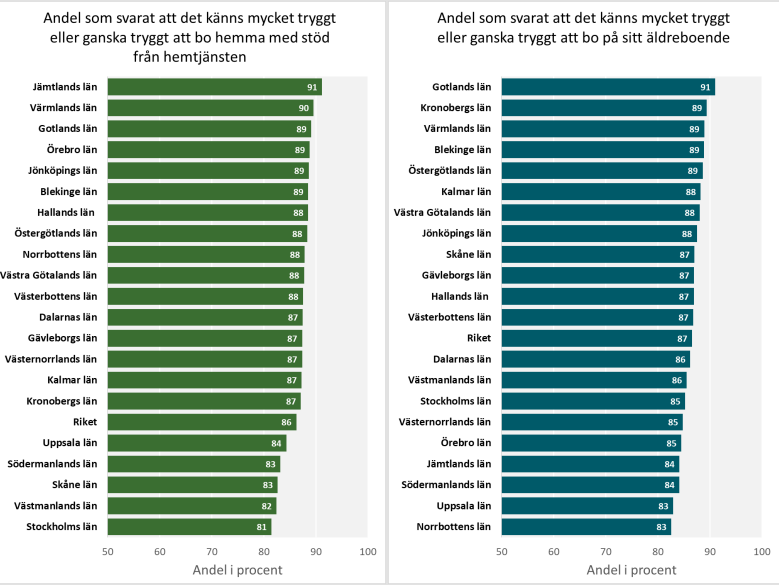 Andel som svarat att det känns mycket tryggt
eller ganska tryggt att bo hemma med stöd
från hemtjänsten
Jämtlands län 91
Värmlands län 90
Gotlands län 89
Örebro län 89
Jönköpings län 89
Blekinge län 89
Hallands län 88
Östergötlands län 88
Norrbottens län 88
Västra Götalands län 88
Västerbottens län 88
Dalarnas län 87
Gävleborgs län 87
Västernorrlands län 87
Kalmar län 87
Kronobergs län 87
Riket 86
Uppsala län 84
Södermanlands län 83
Skåne län 83
Västmanlands län 82
Stockholms län 81
50 60 70 80 90 100
Andel i procent
Andel som svarat att det känns mycket tryggt
eller ganska tryggt att bo på sitt äldreboende
Gotlands län 91
Kronobergs län 89
Värmlands län 89
Blekinge län 89
Östergötlands län 89
Kalmar län 88
Västra Götalands län 88
Jönköpings län 88
Skåne län 87
Gävleborgs län 87
Hallands län 87
Västerbottens län 87
Riket 87
Dalarnas län 86
Västmanlands län 86
Stockholms län 85
Västernorrlands län 85
Örebro län 85
Jämtlands län 84
Södermanlands län 84
Uppsala län 83
Norrbottens län 83
50 60 70 80 90 100
Andel i procent